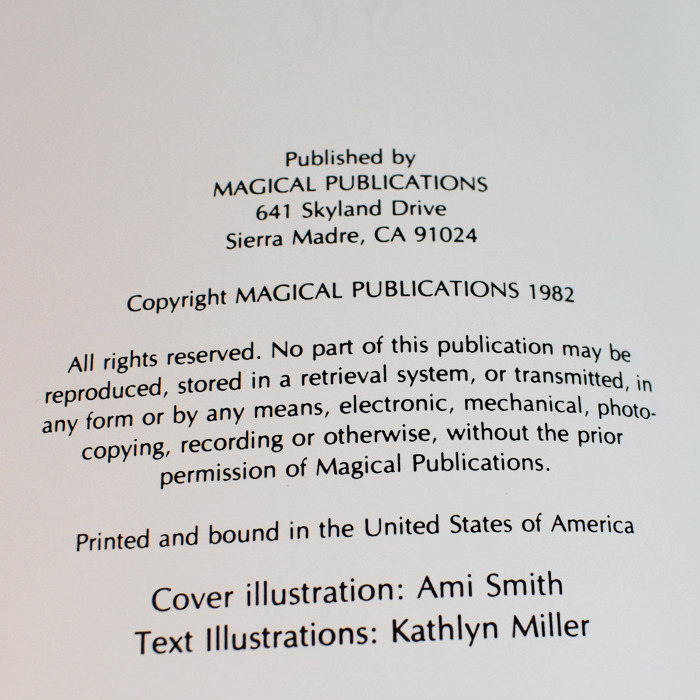 Published by
MAGICAL PUBLICATIONS
641 Skyland Drive
Sierra Madre, CA 91024
Copyright MAGICAL PUBLICATIONS 1982
All rights reserved. No part of this publication may be
reproduced, stored in a retrieval system, or transmitted, in
any form or by any means, electronic, mechanical, photo-
copying, recording or otherwise, without the prior
permission of Magical Publications.
Printed and bound in the United States of America
Cover illustration: Ami Smith
Text Illustrations: Kathlyn Miller